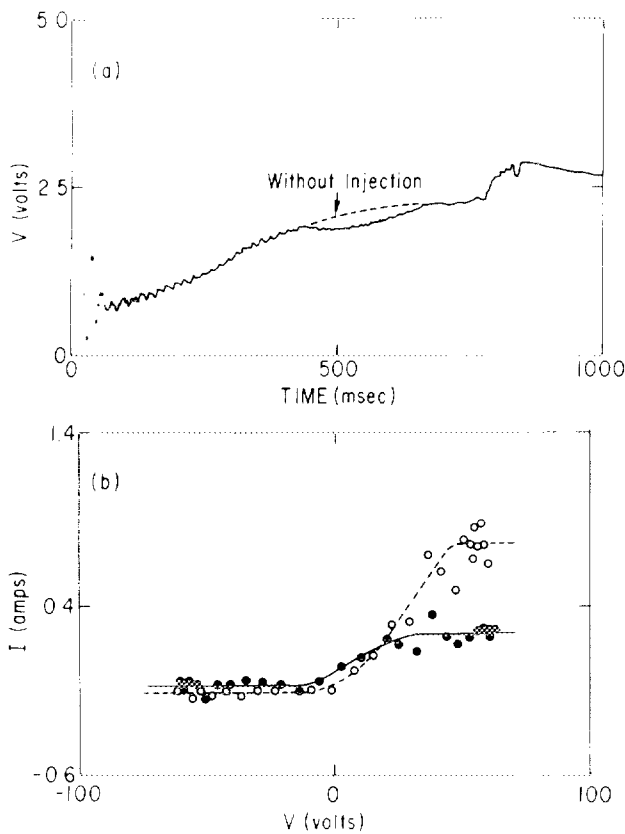 5.0
(a)
V (volts)
2.5
Without Injection
0
0
500
1000
TIME (msec)
1.4
(b)
I (amps)
0.4
-0.6
-100
0
100
V (volts)